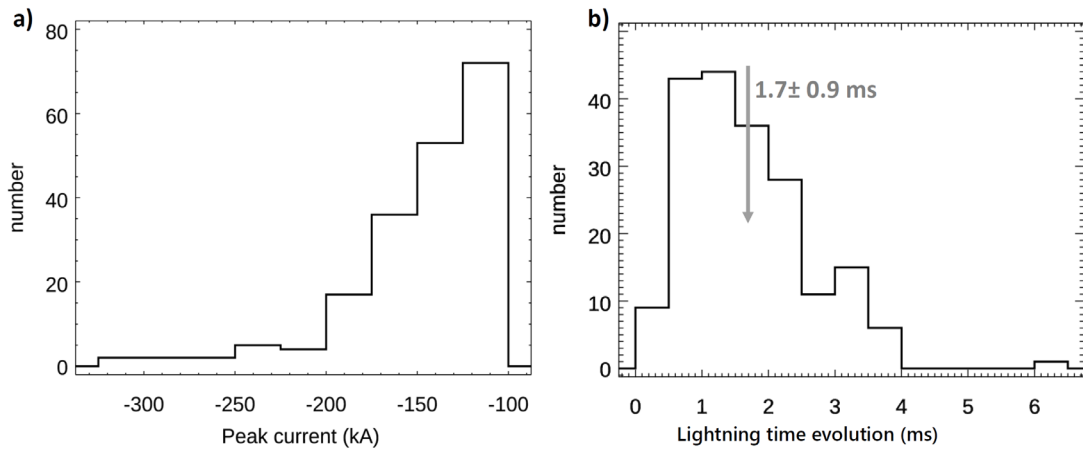 a)
80
60
40
20
0
number
-300 -250 -200 -150 -100
Peak current (kA)
b)
1.7± 0.9 ms
40
30
20
10
0
number
0 1 2 3 4 5 6
Lightning time evolution (ms)